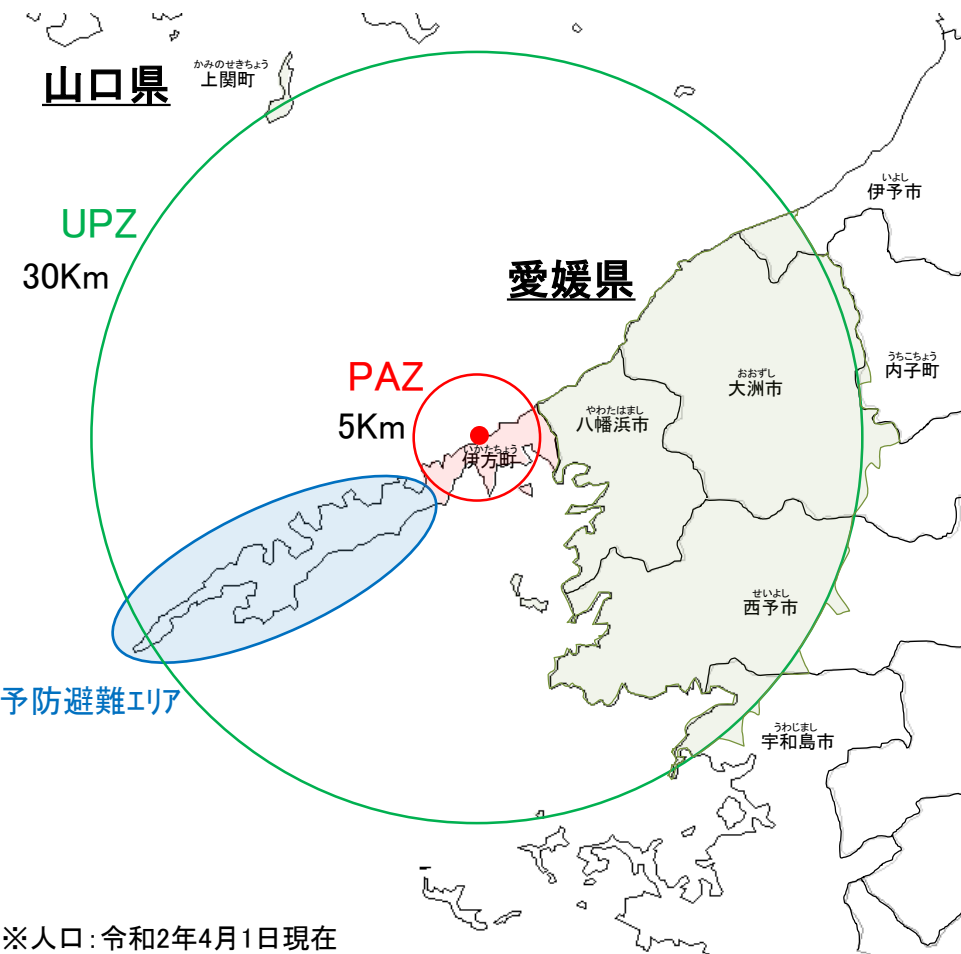 かみのせきちょう
上関町
山口県
いよし
伊予市
UPZ
30Km
愛媛県
うちこちょう
内子町
PAZ
5Km
おおずし
大洲市
やわたはまし
八幡浜市
いかたちょう
伊方町
せいよし
西予市
予防避難エリア
うわじまし
宇和島市
※人口:令和2年4月1日現在